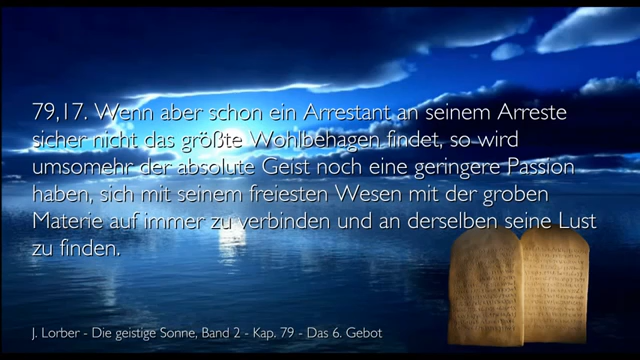 79,17. Wenn aber schon ein Arrestant an seinem Arreste
sicher nicht das größte Wohlbehagen findet, so wird
umsomehr der absolute Geist noch eine geringere Passion
haben, sich mit seinem freiesten Wesen mit der groben
Materie auf immer zu verbinden und an derselben seine Lust
zu finden.
J. Lorber - Die geistige Sonne, Band 2 - Kap. 79 - Das 6. Gebot